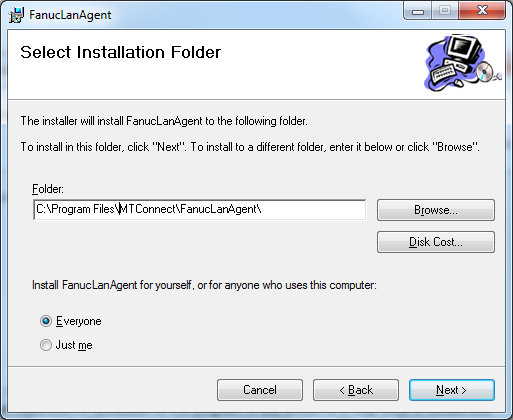 FanucLanAgent
Select Installation Folder
The installer will install FanucLanAgent to the following folder.
To install in this folder, click "Next". To install to a different folder, enter it below or click "Browse".
Folder:
C:\Program Files\MTConnect\FanucLanAgent\
Browse...
Disk Cost...
Install FanucLanAgent for yourself, or for anyone who uses this computer:
Everyone
Just me
Cancel
< Back
Next >